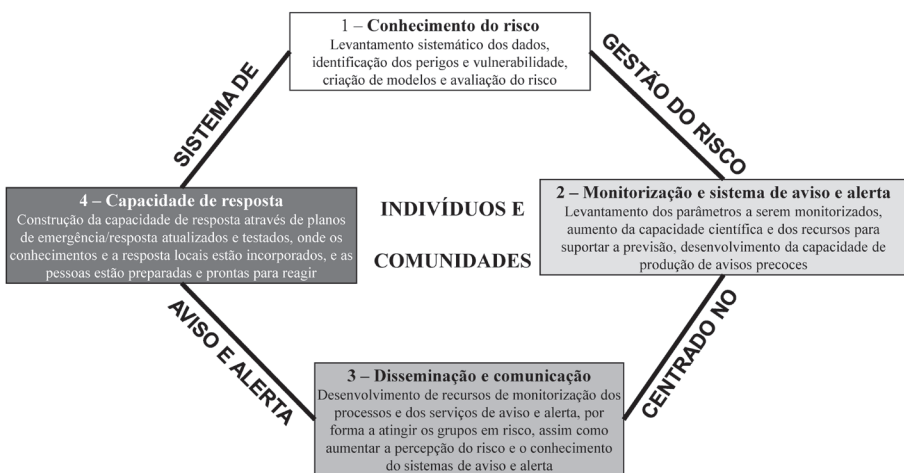 1 – Conhecimento do risco
Levantamento sistemático dos dados,
identificação dos perigos e vulnerabilidade,
criação de modelos e avaliação do risco
SISTEMA DE
GESTÃO DO RISCO
4 – Capacidade de resposta
Construção da capacidade de resposta através de planos
de emergência/resposta atualizados e testados, onde os
conhecimentos e a resposta locais estão incorporados, e as
pessoas estão preparadas e prontas para reagir
INDIVÍDUOS E
COMUNIDADES
2 – Monitorização e sistema de aviso e alerta
Levantamento dos parâmetros a serem monitorizados,
aumento da capacidade científica e dos recursos para
suportar a previsão, desenvolvimento da capacidade de
produção de avisos precoces
AVISO E ALERTA
CENTRADO NO
3 – Disseminação e comunicação
Desenvolvimento de recursos de monitorização dos
processos e dos serviços de aviso e alerta, por
forma a atingir os grupos em risco, assim como
aumentar a percepção do risco e o conhecimento
do sistemas de aviso e alerta